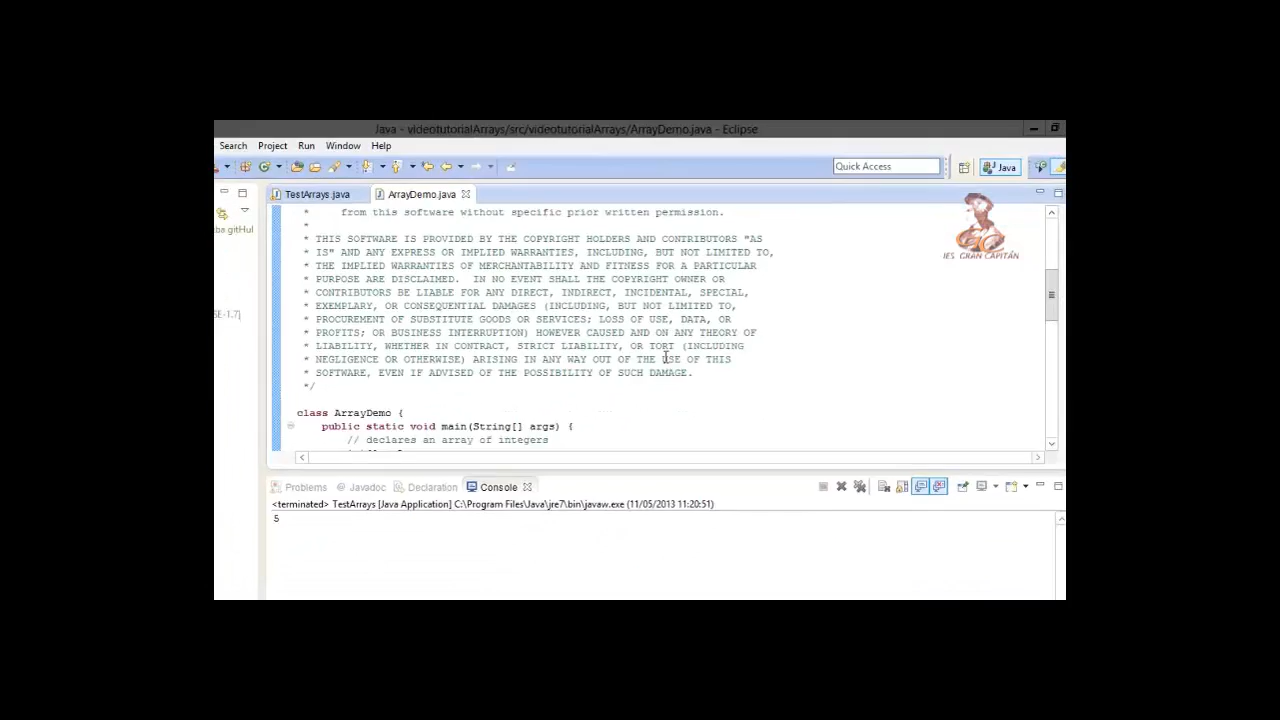 Java - videotutorialArrays/src/videotutorialArrays/ArrayDemo.java - Eclipse
Search Project Run Window Help
Quick Access
Java
TestArrays.java ArrayDemo.java
* from this software without specific prior written permission.
*
* THIS SOFTWARE IS PROVIDED BY THE COPYRIGHT HOLDERS AND CONTRIBUTORS "AS
* IS" AND ANY EXPRESS OR IMPLIED WARRANTIES, INCLUDING, BUT NOT LIMITED TO,
* THE IMPLIED WARRANTIES OF MERCHANTABILITY AND FITNESS FOR A PARTICULAR
* PURPOSE ARE DISCLAIMED.  IN NO EVENT SHALL THE COPYRIGHT OWNER OR
* CONTRIBUTORS BE LIABLE FOR ANY DIRECT, INDIRECT, INCIDENTAL, SPECIAL,
* EXEMPLARY, OR CONSEQUENTIAL DAMAGES (INCLUDING, BUT NOT LIMITED TO,
* PROCUREMENT OF SUBSTITUTE GOODS OR SERVICES; LOSS OF USE, DATA, OR
* PROFITS; OR BUSINESS INTERRUPTION) HOWEVER CAUSED AND ON ANY THEORY OF
* LIABILITY, WHETHER IN CONTRACT, STRICT LIABILITY, OR TORT (INCLUDING
* NEGLIGENCE OR OTHERWISE) ARISING IN ANY WAY OUT OF THE USE OF THIS
* SOFTWARE, EVEN IF ADVISED OF THE POSSIBILITY OF SUCH DAMAGE.
*/
class ArrayDemo {
public static void main(String[] args) {
// declares an array of integers
IES GRAN CAPITÁN
ba gitHul
SE-1.7]
Problems @ Javadoc Declaration Console
<terminated> TestArrays [Java Application] C:\Program Files\Java\jre7\bin\javaw.exe (11/05/2013 11:20:51)
5